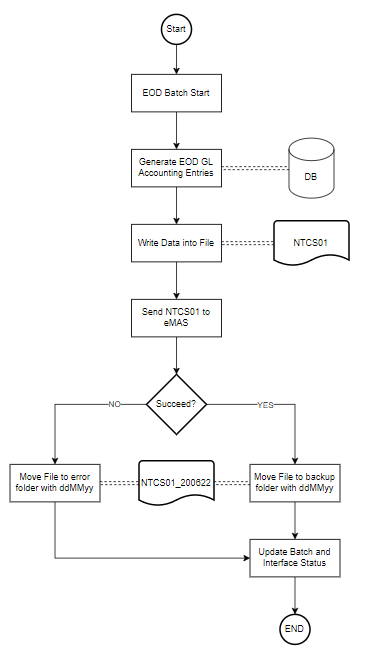 Start
EOD Batch Start
Generate EOD GL
Accounting Entries
DB
Write Data into File
NTCS01
Send NTCS01 to
eMAS
Succeed?
NO
YES
Move File to error
folder with ddMMyy
NTCS01_200622
Move File to backup
folder with ddMMyy
Update Batch and
Interface Status
END